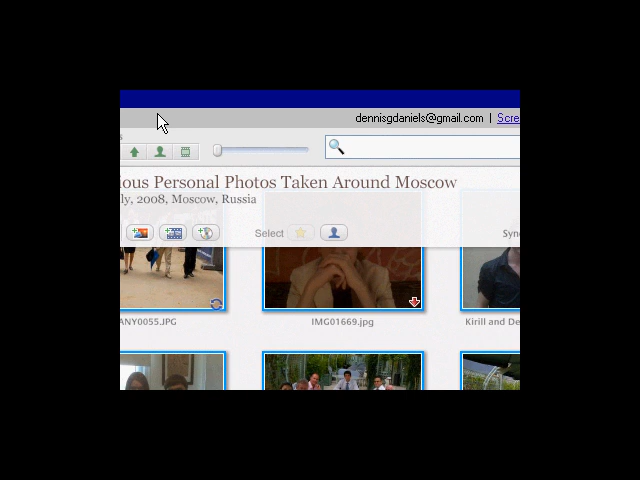 dennisgdaniels@gmail.com | Scre
ious Personal Photos Taken Around Moscow
ly, 2008, Moscow, Russia
Select
Sync
ANY0055.JPG
IMG01669.jpg
Kirill and De